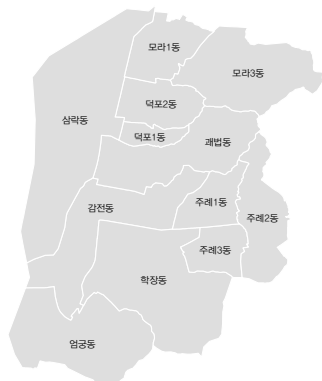 모라1동
모라3동
덕포2동
삼락동
덕포1동
괘법동
감전동
주례1동
주례2동
주례3동
학장동
엄궁동